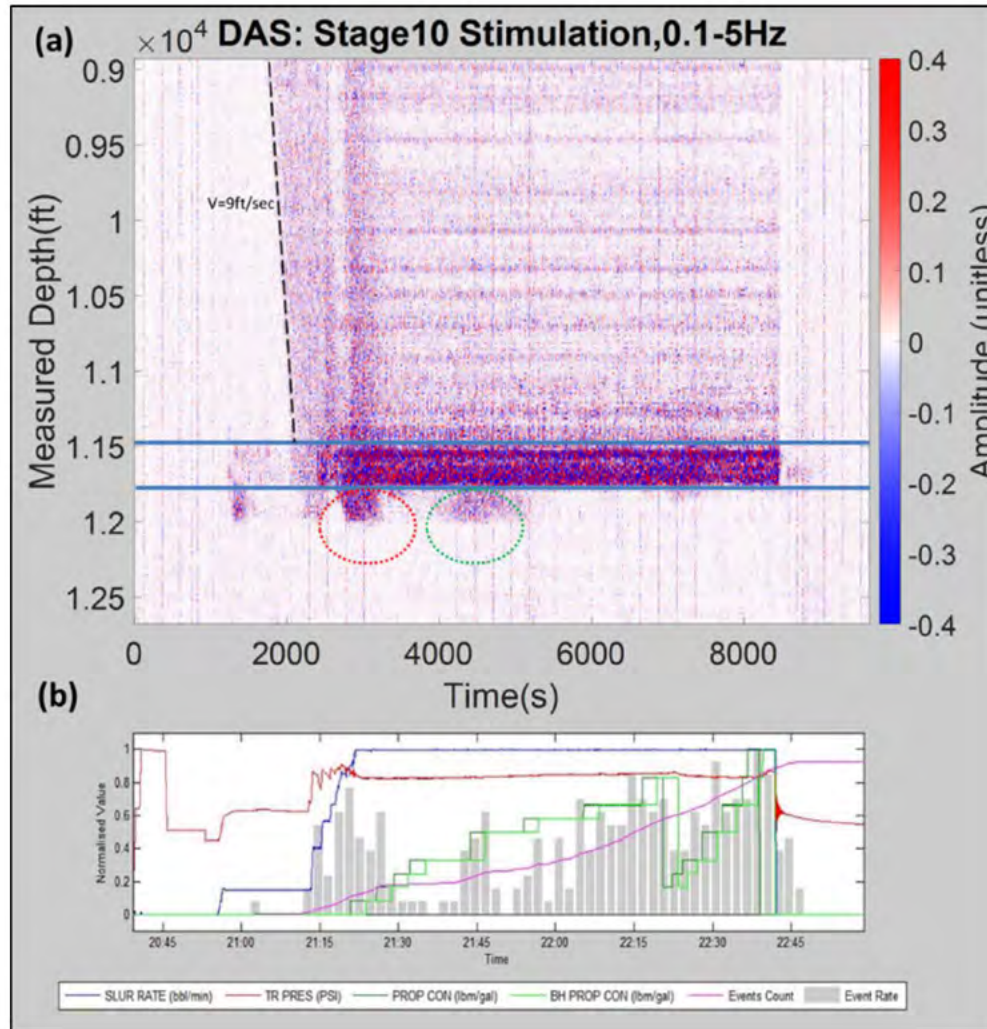 (a)
×10⁴ DAS: Stage10 Stimulation,0.1-5Hz
0.9
0.95
1
1.05
1.1
1.15
1.2
1.25
Measured Depth(ft)
V=9ft/sec
0 2000 4000 6000 8000
Time(s)
0.4
0.3
0.2
0.1
0
-0.1
-0.2
-0.3
-0.4
Amplitude (unitless)
(b)
1
0.8
0.6
0.4
0.2
0
Normalised Value
20:45 21:00 21:15 21:30 21:45 22:00 22:15 22:30 22:45
Time
SLUR RATE (bbl/min) TR PRES (PSI) PROP CON (lbm/gal) BH PROP CON (lbm/gal) Events Count Event Rate